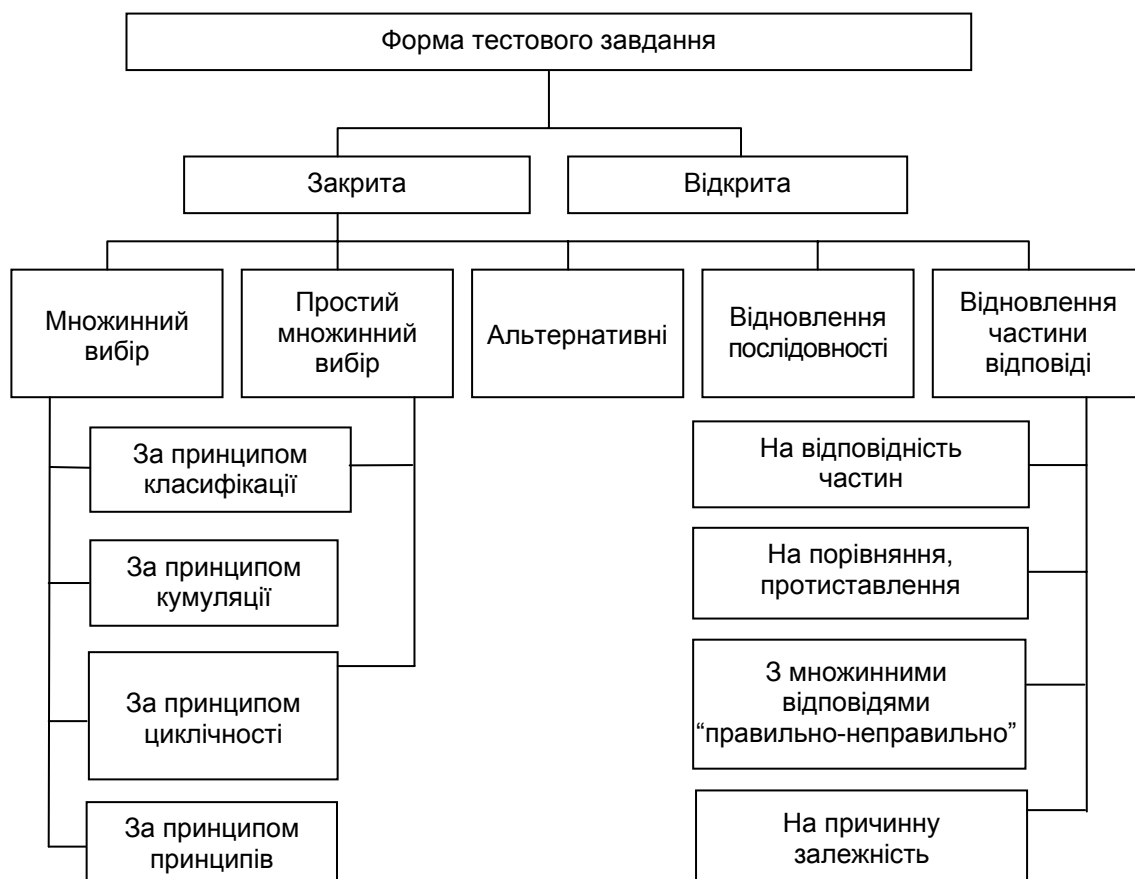 Форма тестового завдання
Закрита
Відкрита
Множинний
вибір
Простий
множинний
вибір
Альтернативні
Відновлення
послідовності
Відновлення
частини
відповіді
За принципом
класифікації
За принципом
кумуляції
За принципом
циклічності
За принципом
принципів
На відповідність
частин
На порівняння,
протиставлення
З множинними
відповідями
“правильно-неправильно”
На причинну
залежність